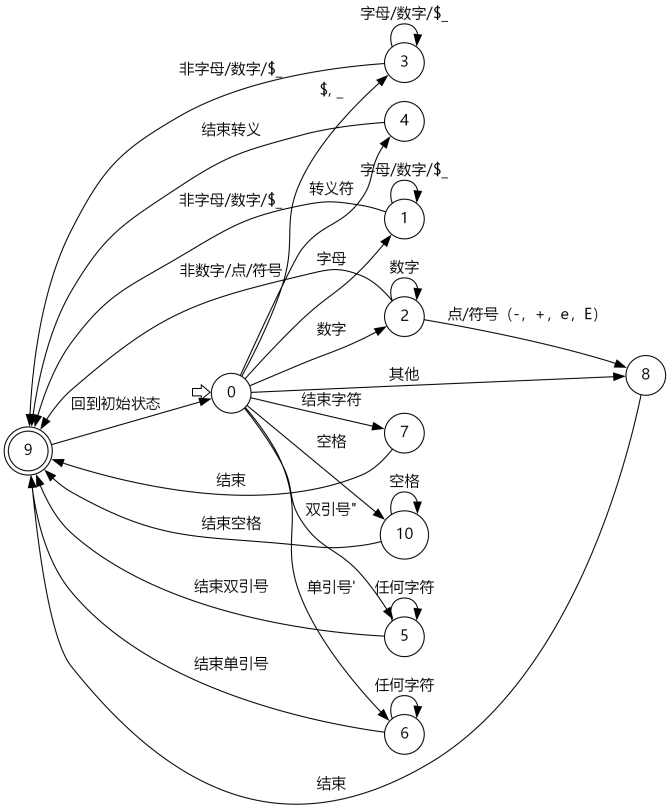 字母/数字/$_
3
非字母/数字/$_
$, _
4
结束转义
字母/数字/$_
转义符
非字母/数字/$_
1
字母
非数字/点/符号
数字
2
点/符号（-，+，e，E）
数字
其他
8
0
结束字符
回到初始状态
7
空格
9
结束
空格
双引号"
结束空格
10
任何字符
单引号'
结束双引号
5
结束单引号
任何字符
6
结束